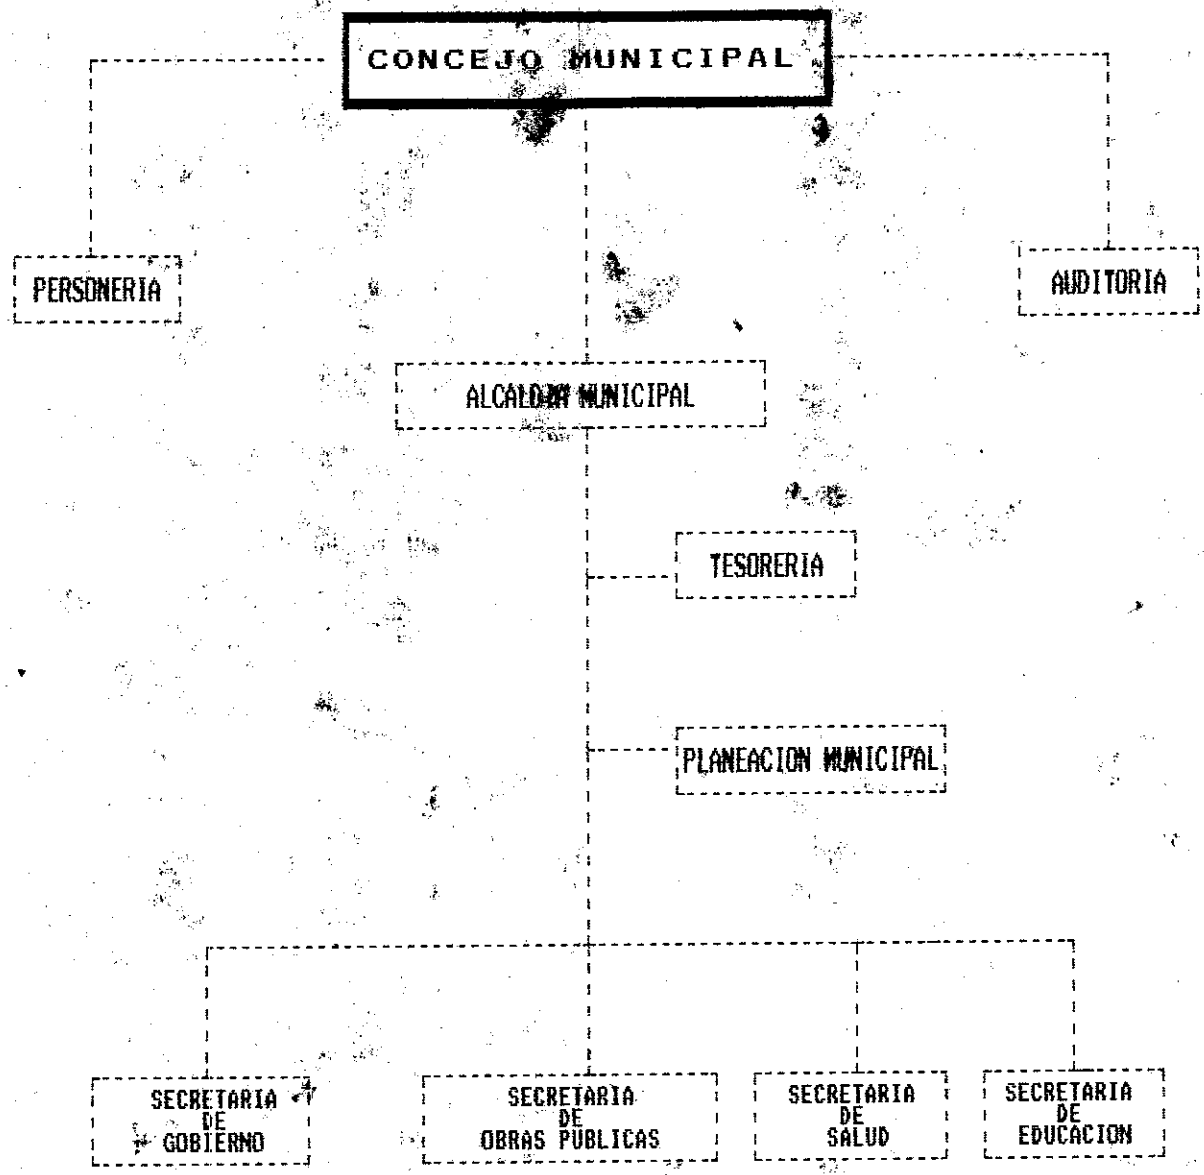 CONCEJO MUNICIPAL
PERSONERIA
AUDITORIA
ALCALDIA MUNICIPAL
TESORERIA
PLANEACION MUNICIPAL
SECRETARIA
DE
GOBIERNO
SECRETARIA
DE
OBRAS PUBLICAS
SECRETARIA
DE
SALUD
SECRETARIA
DE
EDUCACION